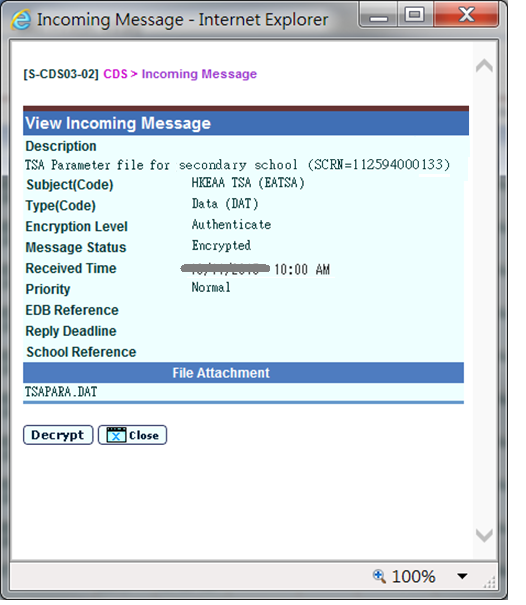 Incoming Message - Internet Explorer
[S-CDS03-02] CDS > Incoming Message
View Incoming Message
Description
TSA Parameter file for secondary school (SCRN=112594000133)
Subject(Code) HKEAA TSA (EATSA)
Type(Code) Data (DAT)
Encryption Level Authenticate
Message Status Encrypted
Received Time 10:00 AM
Priority Normal
EDB Reference
Reply Deadline
School Reference
File Attachment
TSAPARA.DAT
Decrypt Close
100%